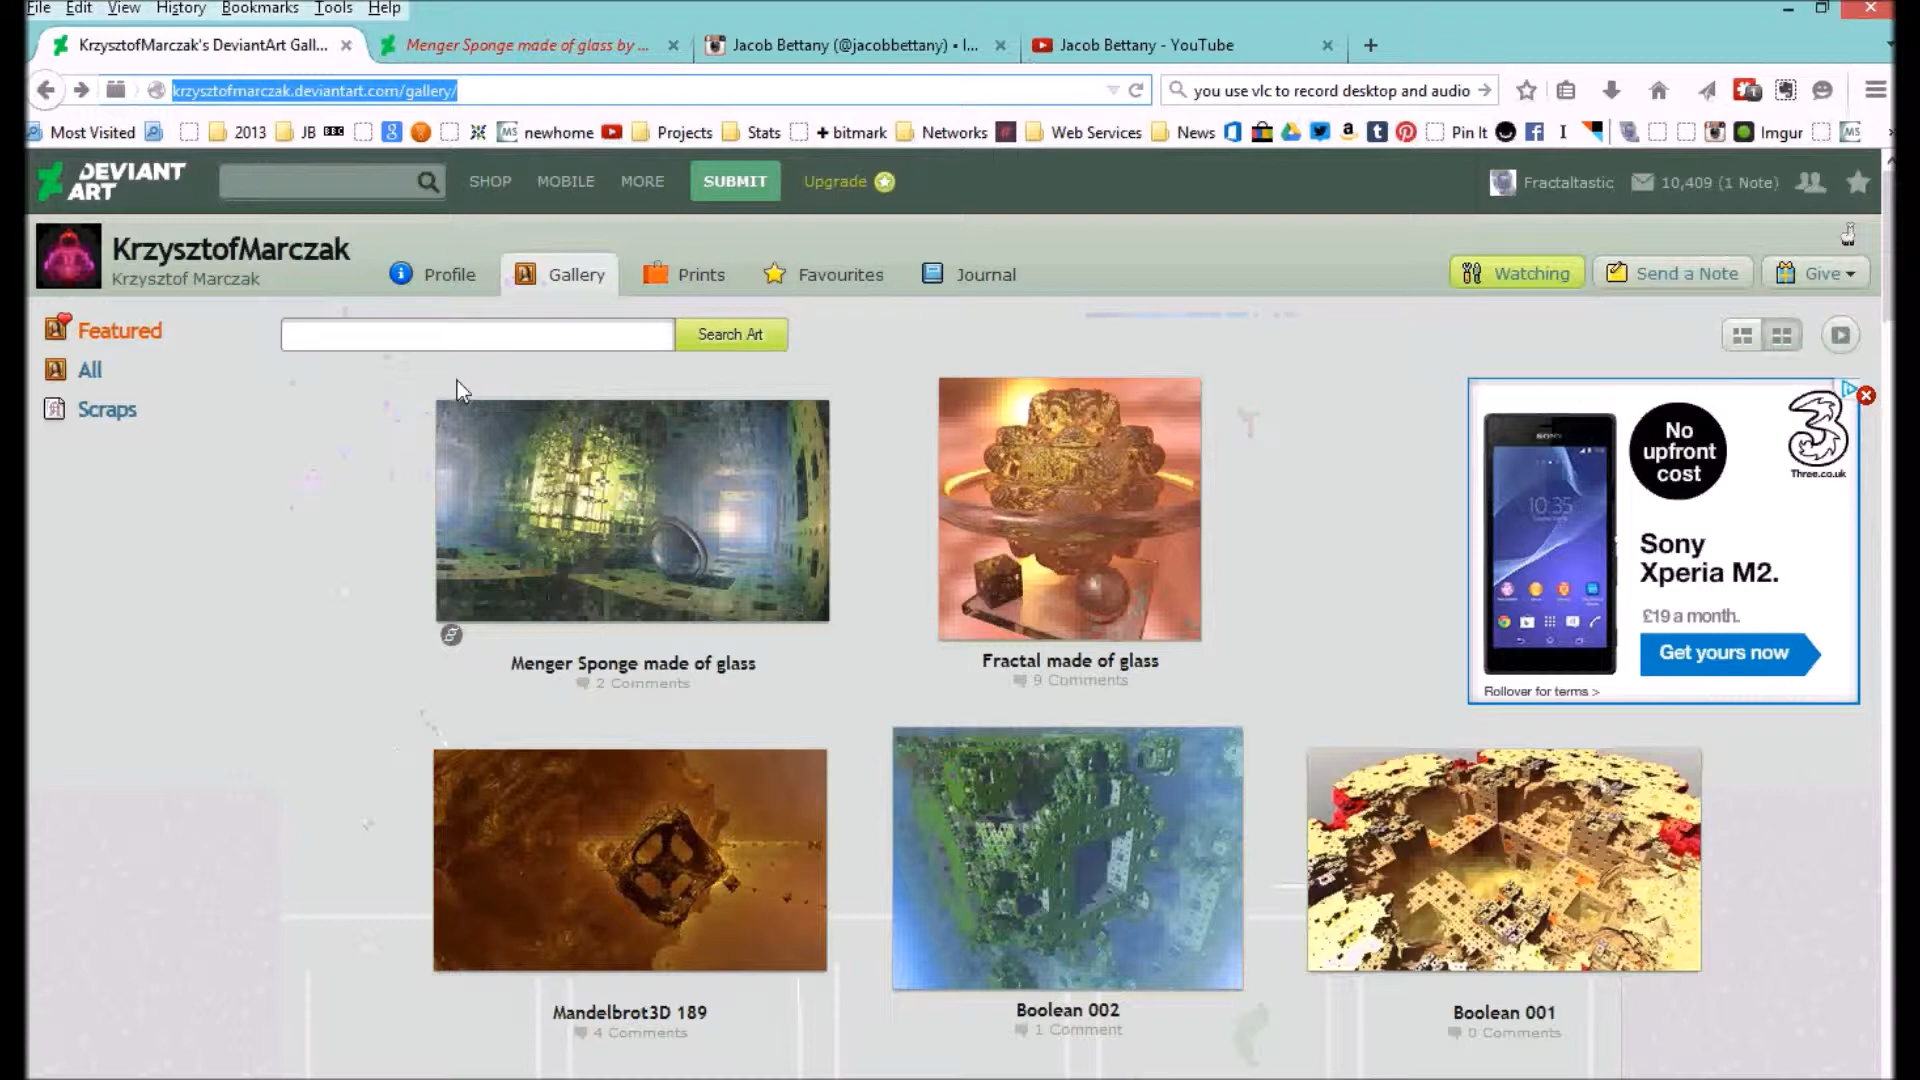 File Edit View History Bookmarks Tools Help
KrzysztofMarczak's DeviantArt Gall... Menger Sponge made of glass by ... Jacob Bettany (@jacobbettany) • I... Jacob Bettany - YouTube
krzysztofmarczak.deviantart.com/gallery/ you use vlc to record desktop and audio
Most Visited 2013 JB BBC newhome Projects Stats + bitmark Networks Web Services News Pin It Imgur
DEVIANT ART SHOP MOBILE MORE SUBMIT Upgrade Fractaltastic 10,409 (1 Note)
KrzysztofMarczak
Krzysztof Marczak
Profile Gallery Prints Favourites Journal Watching Send a Note Give
Featured
All
Scraps
Search Art
Menger Sponge made of glass
2 Comments
Fractal made of glass
9 Comments
No upfront cost
3
Three.co.uk
SONY
10:35
Sony
Xperia M2.
£19 a month.
Get yours now
Rollover for terms >
Mandelbrot3D 189
4 Comments
Boolean 002
1 Comment
Boolean 001
0 Comments